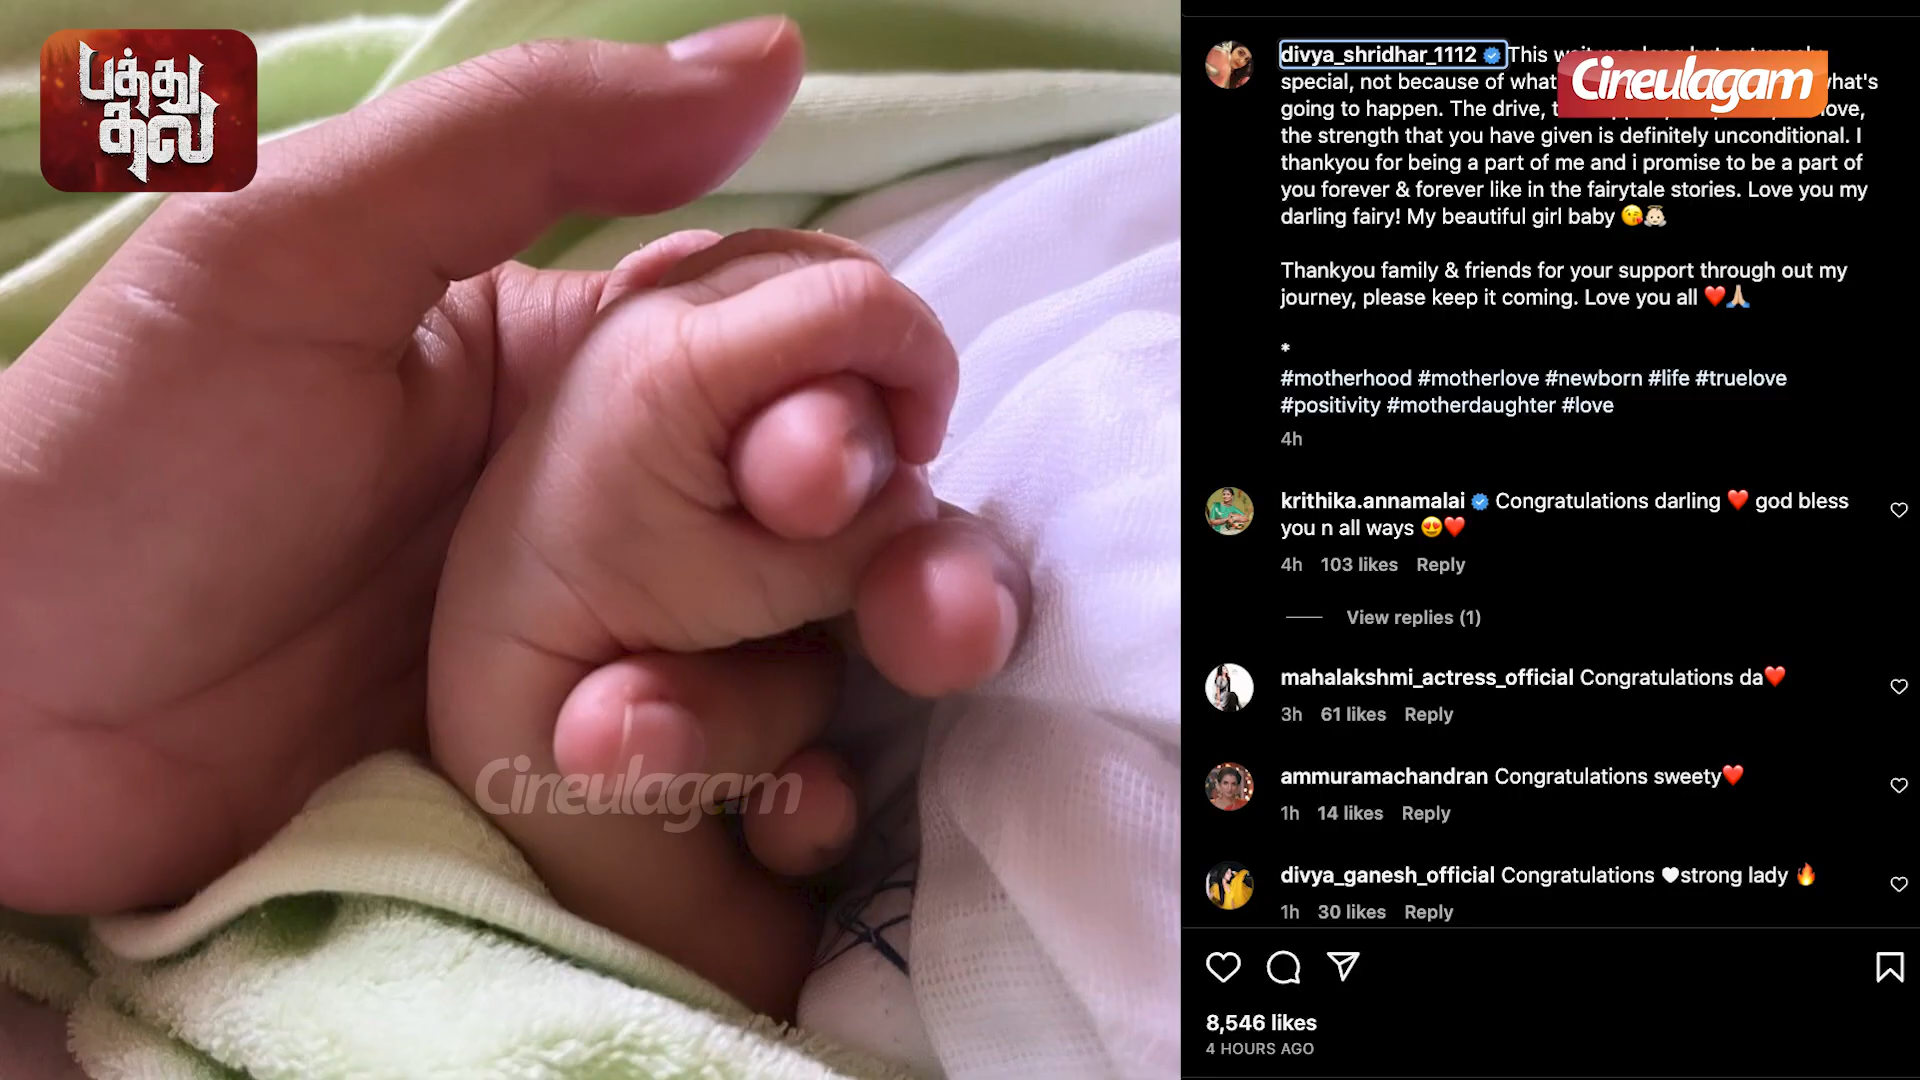 பத்து
தல
divya_shridhar_1112 This
Cineulagam
special, not because of what what's
going to happen. The drive, love,
the strength that you have given is definitely unconditional. I
thankyou for being a part of me and i promise to be a part of
you forever & forever like in the fairytale stories. Love you my
darling fairy! My beautiful girl baby 😘👼🏻
Thankyou family & friends for your support through out my
journey, please keep it coming. Love you all ❤️🙏🏼
*
#motherhood #motherlove #newborn #life #truelove
#positivity #motherdaughter #love
4h
krithika.annamalai Congratulations darling ❤️ god bless
you n all ways 😍❤️
4h 103 likes Reply
View replies (1)
mahalakshmi_actress_official Congratulations da❤️
3h 61 likes Reply
ammuramachandran Congratulations sweety❤️
1h 14 likes Reply
divya_ganesh_official Congratulations 🤍strong lady 🔥
1h 30 likes Reply
8,546 likes
4 HOURS AGO
Cineulagam